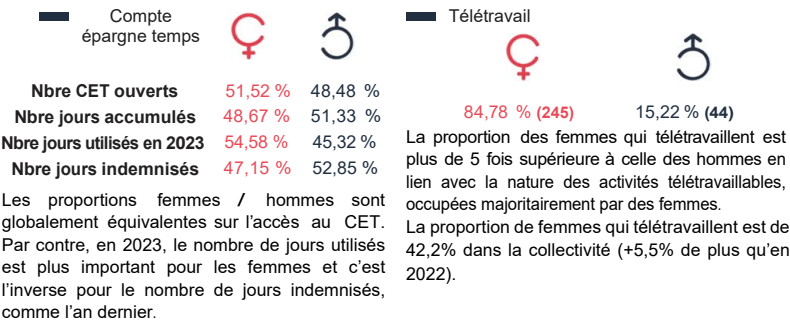 Compte
épargne temps
Nbre CET ouverts 51,52 % 48,48 %
Nbre jours accumulés 48,67 % 51,33 %
Nbre jours utilisés en 2023 54,58 % 45,32 %
Nbre jours indemnisés 47,15 % 52,85 %
Les proportions femmes / hommes sont
globalement équivalentes sur l’accès au CET.
Par contre, en 2023, le nombre de jours utilisés
est plus important pour les femmes et c’est
l’inverse pour le nombre de jours indemnisés,
comme l’an dernier.
Télétravail
84,78 % (245) 15,22 % (44)
La proportion des femmes qui télétravaillent est
plus de 5 fois supérieure à celle des hommes en
lien avec la nature des activités télétravaillables,
occupées majoritairement par des femmes.
La proportion de femmes qui télétravaillent est de
42,2% dans la collectivité (+5,5% de plus qu’en
2022).